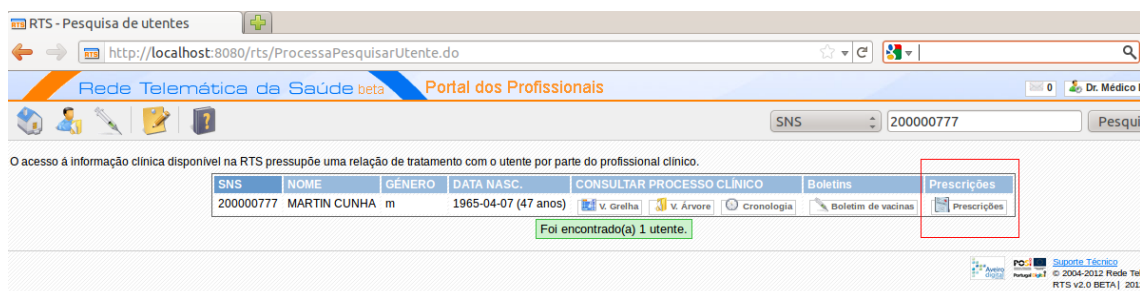 RTS - Pesquisa de utentes
http://localhost:8080/rts/ProcessaPesquisarUtente.do
Rede Telemática da Saúde beta Portal dos Profissionais 0 Dr. Médico
SNS 200000777 Pesqui
O acesso á informação clínica disponível na RTS pressupõe uma relação de tratamento com o utente por parte do profissional clínico.
SNS NOME GÉNERO DATA NASC. CONSULTAR PROCESSO CLÍNICO Boletins Prescrições
200000777 MARTIN CUNHA m 1965-04-07 (47 anos) V. Grelha V. Árvore Cronologia Boletim de vacinas Prescrições
Foi encontrado(a) 1 utente.
Aveiro digital Suporte Técnico
© 2004-2012 Rede Te
RTS v2.0 BETA | 201